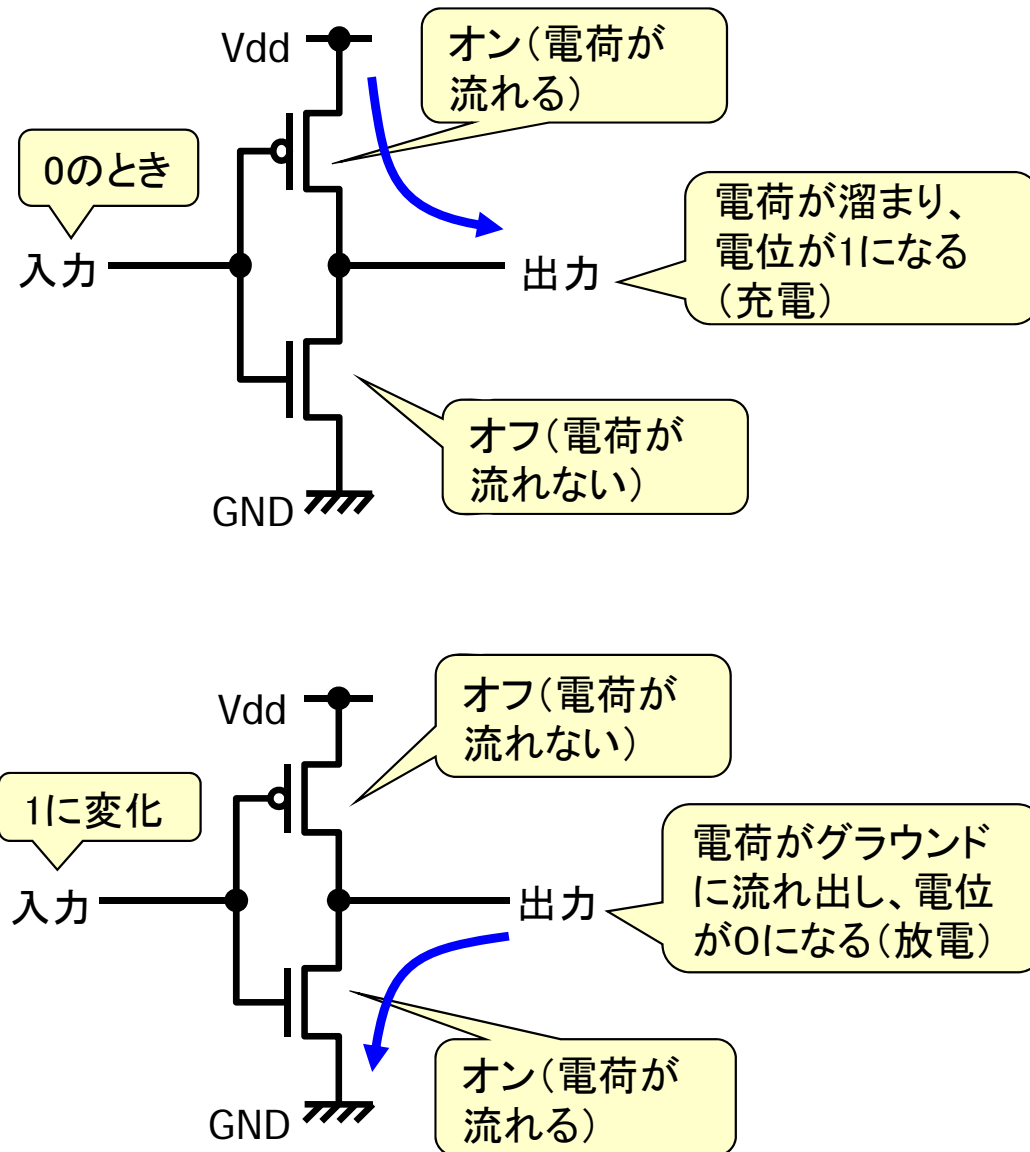 Vdd
オン（電荷が
流れる）
0のとき
入力
出力
電荷が溜まり、
電位が1になる
（充電）
オフ（電荷が
流れない）
GND
Vdd
オフ（電荷が
流れない）
1に変化
入力
出力
電荷がグラウンド
に流れ出し、電位
が0になる（放電）
オン（電荷が
流れる）
GND